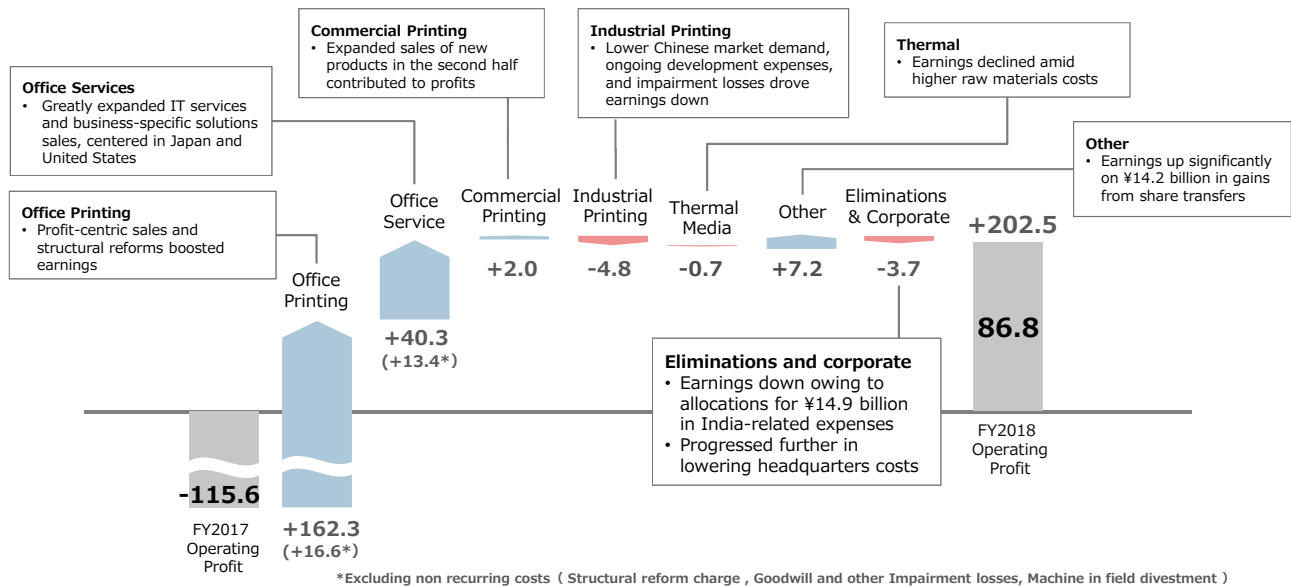 Commercial Printing
• Expanded sales of new
products in the second half
contributed to profits
Industrial Printing
• Lower Chinese market demand,
ongoing development expenses,
and impairment losses drove
earnings down
Thermal
• Earnings declined amid
higher raw materials costs
Office Services
• Greatly expanded IT services
and business-specific solutions
sales, centered in Japan and
United States
Other
• Earnings up significantly
on ¥14.2 billion in gains
from share transfers
Office Printing
• Profit-centric sales and
structural reforms boosted
earnings
Office
Printing
Office
Service
Commercial
Printing
Industrial
Printing
Thermal
Media
Other
Eliminations
& Corporate
+202.5
+2.0
-4.8
-0.7
+7.2
-3.7
86.8
+40.3
(+13.4*)
Eliminations and corporate
• Earnings down owing to
allocations for ¥14.9 billion
in India-related expenses
• Progressed further in
lowering headquarters costs
FY2018
Operating
Profit
-115.6
FY2017
Operating
Profit
+162.3
(+16.6*)
*Excluding non recurring costs ( Structural reform charge , Goodwill and other Impairment losses, Machine in field divestment )